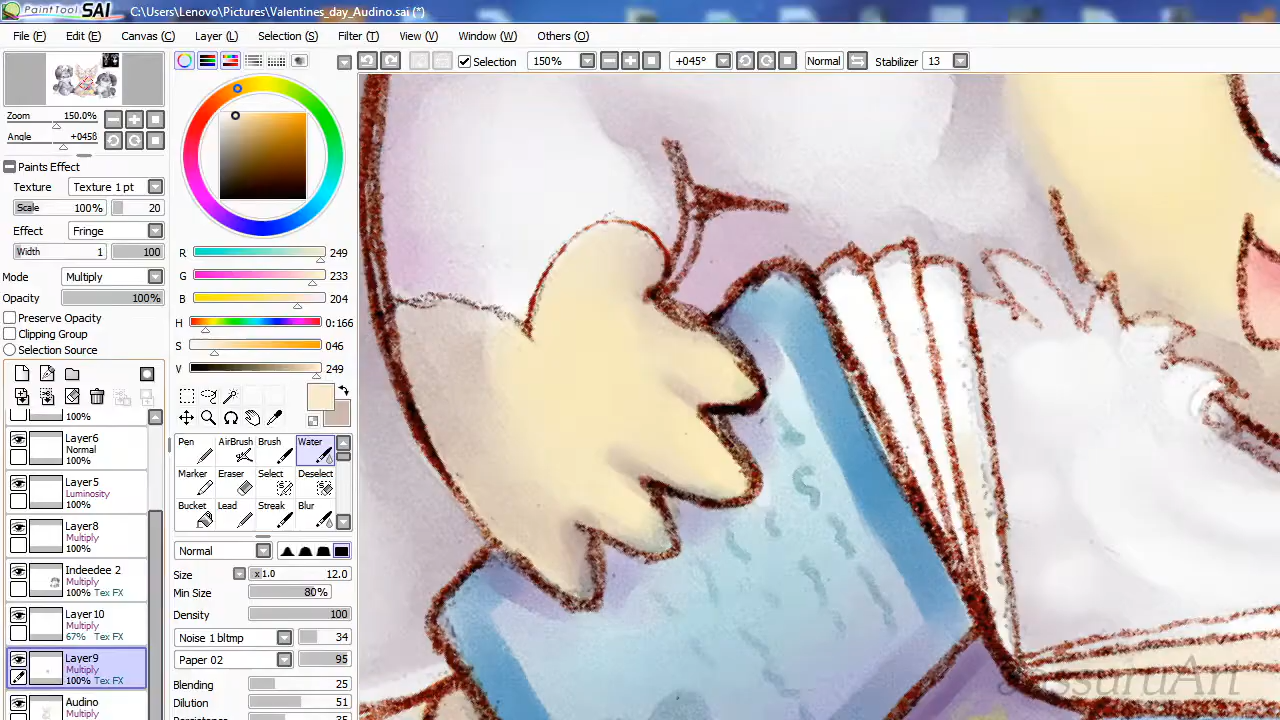 PaintTool SAI C:\Users\Lenovo\Pictures\Valentines_day_Audino.sai (*)
File (F) Edit (E) Canvas (C) Layer (L) Selection (S) Filter (T) View (V) Window (W) Others (O)
Selection 150% +045° Normal Stabilizer 13
Zoom 150.0%
Angle +045ß
Paints Effect
Texture Texture 1 pt
Scale 100% 20
Effect Fringe
Width 1 100
Mode Multiply
Opacity 100%
Preserve Opacity
Clipping Group
Selection Source
100%
Layer6
Normal
100%
Layer5
Luminosity
100%
Layer8
Multiply
100%
Indeedee 2
Multiply
100% Tex FX
Layer10
Multiply
67% Tex FX
Layer9
Multiply
100% Tex FX
Audino
Multiply
R 249
G 233
B 204
H 0:166
S 046
V 249
Pen AirBrush Brush Water
Marker Eraser Select Deselect
Bucket Lead Streak Blur
Normal
Size x1.0 12.0
Min Size 80%
Density 100
Noise 1 bltmp 34
Paper 02 95
Blending 25
Dilution 51
Persistence 35